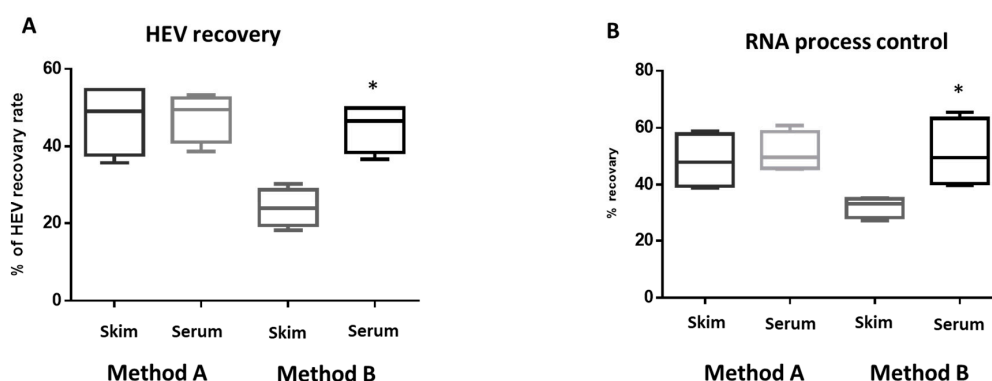 A
HEV recovery
% of HEV recovary rate
60
40
20
0
*
Skim Serum Skim Serum
Method A Method B
B
RNA process control
% recovary
80
60
40
20
0
*
Skim Serum Skim Serum
Method A Method B